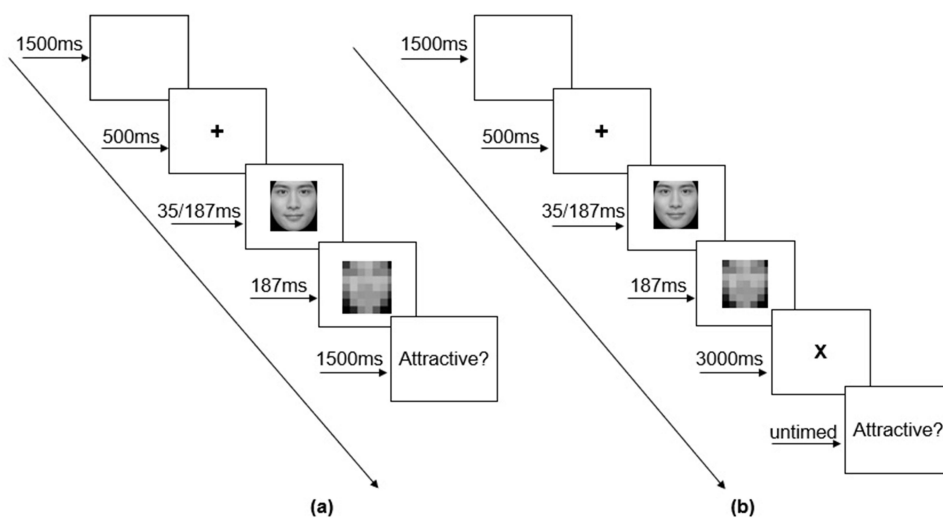 1500ms
500ms
+
35/187ms
187ms
1500ms
Attractive?
(a)
1500ms
500ms
+
35/187ms
187ms
3000ms
X
untimed
Attractive?
(b)